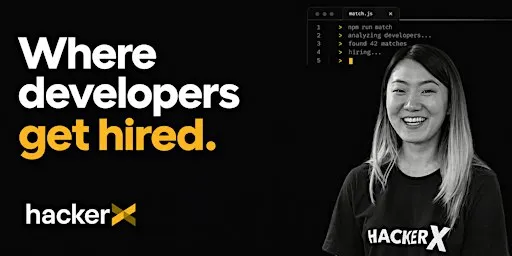 match.js ×
1 > npm run match
2 > analyzing developers...
3 > found 42 matches
4 > hiring...
5 >
Where
developers
get hired.
hackerX
HACKERX